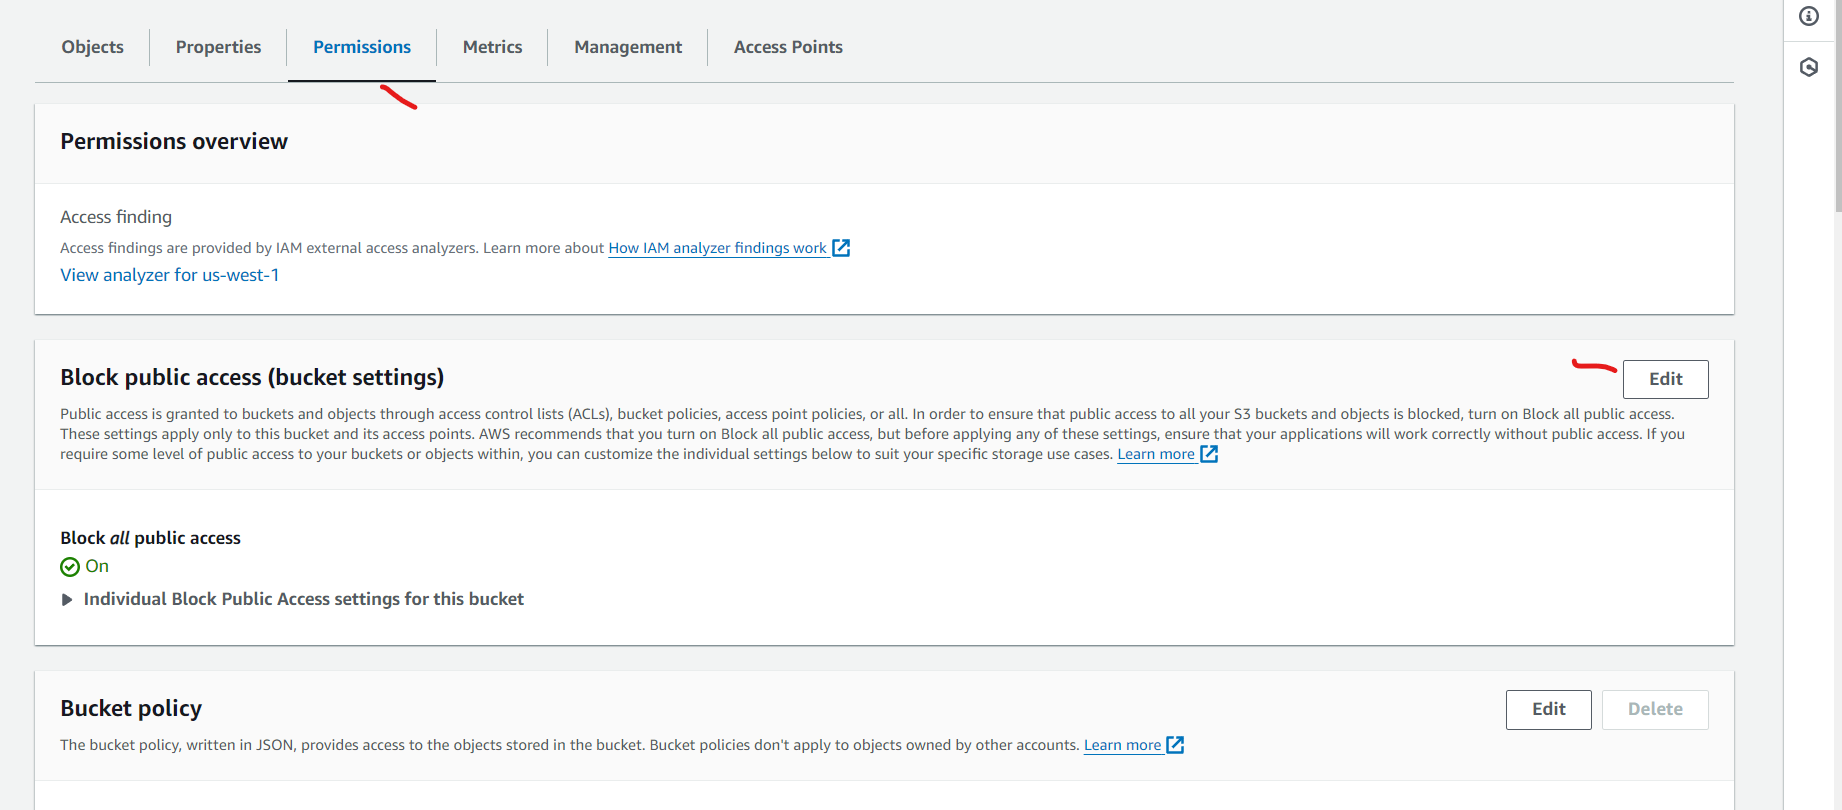 Objects Properties Permissions Metrics Management Access Points
Permissions overview
Access finding
Access findings are provided by IAM external access analyzers. Learn more about How IAM analyzer findings work
View analyzer for us-west-1
Block public access (bucket settings)
Edit
Public access is granted to buckets and objects through access control lists (ACLs), bucket policies, access point policies, or all. In order to ensure that public access to all your S3 buckets and objects is blocked, turn on Block all public access.
These settings apply only to this bucket and its access points. AWS recommends that you turn on Block all public access, but before applying any of these settings, ensure that your applications will work correctly without public access. If you
require some level of public access to your buckets or objects within, you can customize the individual settings below to suit your specific storage use cases. Learn more
Block all public access
On
Individual Block Public Access settings for this bucket
Bucket policy
Edit Delete
The bucket policy, written in JSON, provides access to the objects stored in the bucket. Bucket policies don't apply to objects owned by other accounts. Learn more